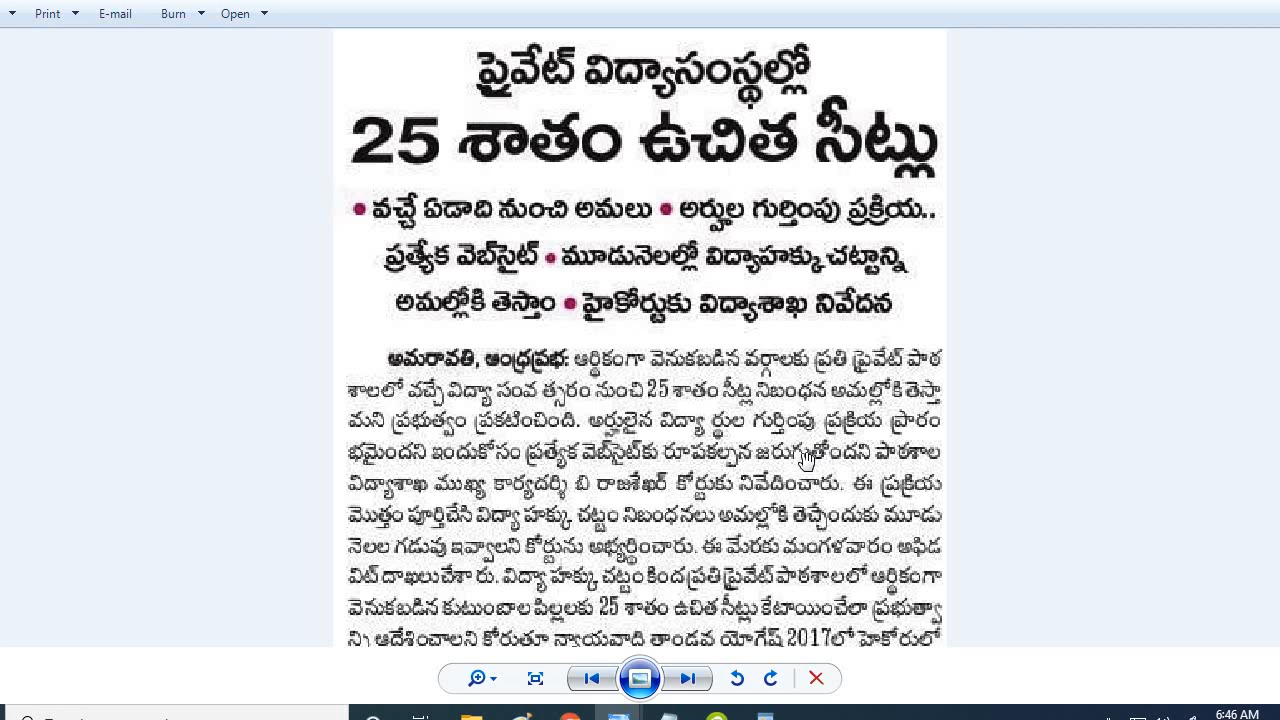 Print E-mail Burn Open
ప్రైవేట్ విద్యాసంస్థల్లో
25 శాతం ఉచిత సీట్లు
• వచ్చే ఏడాది నుంచి అమలు • అర్హుల గుర్తింపు ప్రక్రియ..
ప్రత్యేక వెబ్‌సైట్ • మూడునెలల్లో విద్యాహక్కు చట్టాన్ని
అమల్లోకి తెస్తాం • హైకోర్టుకు విద్యాశాఖ నివేదన
అమరావతి, ఆంధ్రప్రభ: ఆర్థికంగా వెనుకబడిన వర్గాలకు ప్రతి ప్రైవేట్ పాఠ
శాలలో వచ్చే విద్యా సంవ త్సరం నుంచి 25 శాతం సీట్ల నిబంధన అమల్లోకి తెస్తా
మని ప్రభుత్వం ప్రకటించింది. అర్హులైన విద్యా ర్థుల గుర్తింపు ప్రక్రియ ప్రారం
భమైందని ఇందుకోసం ప్రత్యేక వెబ్‌సైట్‌కు రూపకల్పన జరుగుతోందని పాఠశాల
విద్యాశాఖ ముఖ్య కార్యదర్శి బి రాజశేఖర్ కోర్టుకు నివేదించారు. ఈ ప్రక్రియ
మొత్తం పూర్తిచేసి విద్యా హక్కు చట్టం నిబంధనలు అమల్లోకి తెచ్చేందుకు మూడు
నెలల గడువు ఇవ్వాలని కోర్టును అభ్యర్థించారు. ఈ మేరకు మంగళవారం అఫిడ
విట్ దాఖలుచేశా రు. విద్యా హక్కు చట్టం కింద ప్రతి ప్రైవేట్ పాఠశాలలో ఆర్థికంగా
వెనుకబడిన కుటుంబాల పిల్లలకు 25 శాతం ఉచిత సీట్లు కేటాయించేలా ప్రభుత్వా
న్ని ఆదేశించాలని కోరుతూ న్యాయవాది తాండవ యోగేష్ 2017లో హైకోర్టులో
6:46 AM